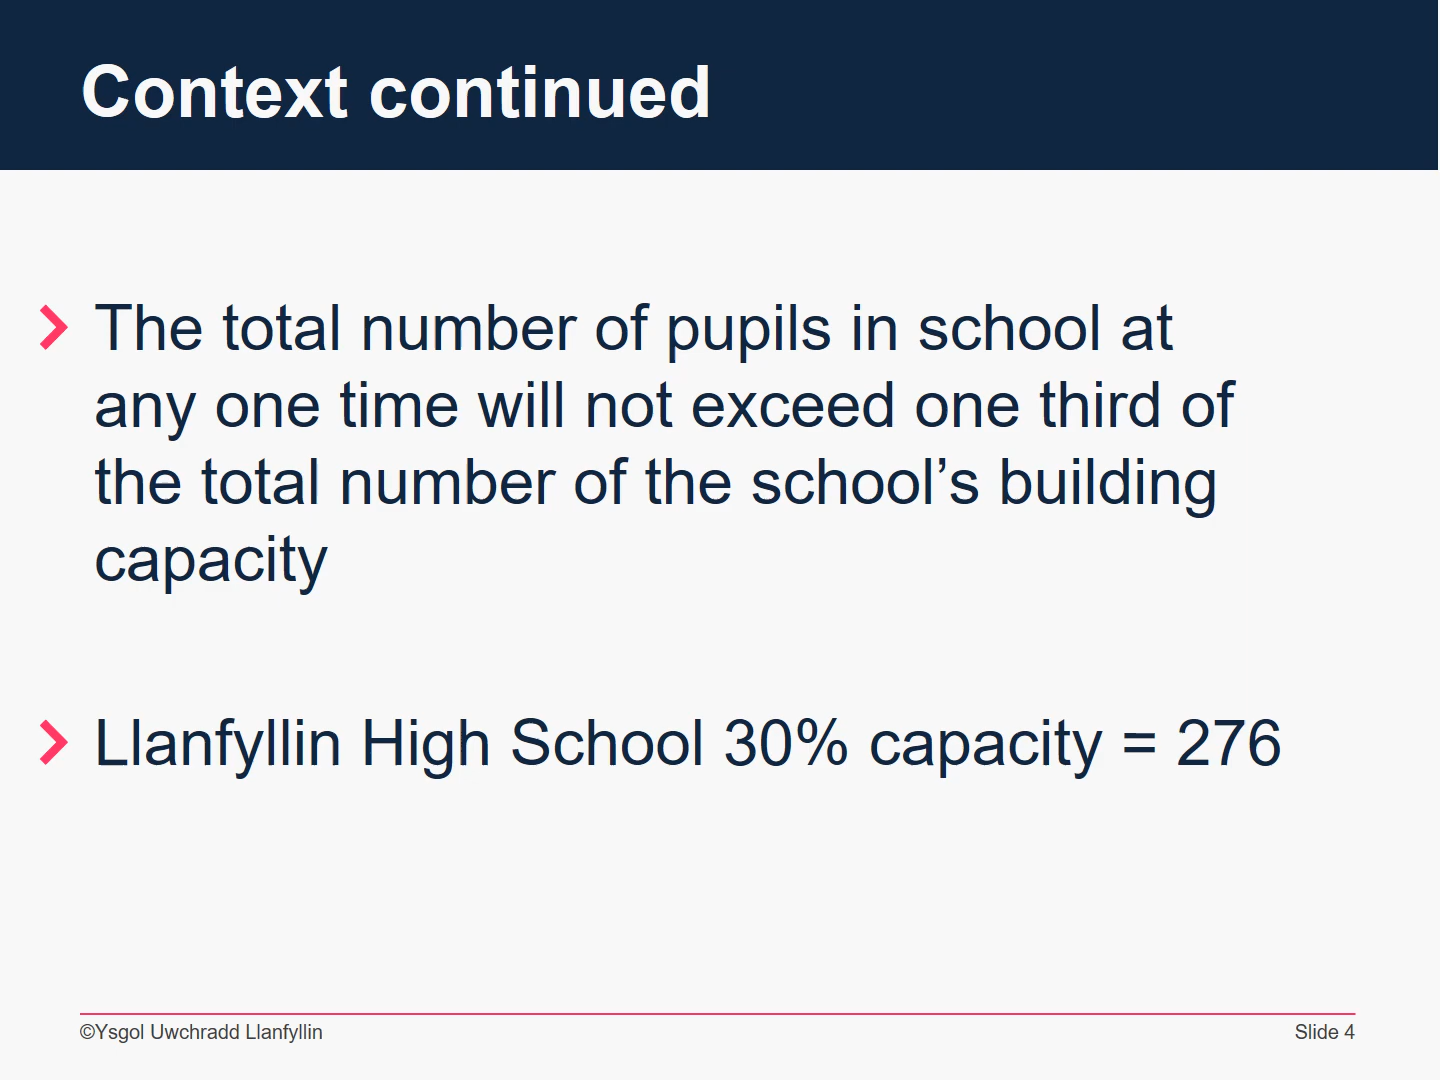 Context continued
The total number of pupils in school at
any one time will not exceed one third of
the total number of the school’s building
capacity
Llanfyllin High School 30% capacity = 276
©Ysgol Uwchradd Llanfyllin
Slide 4